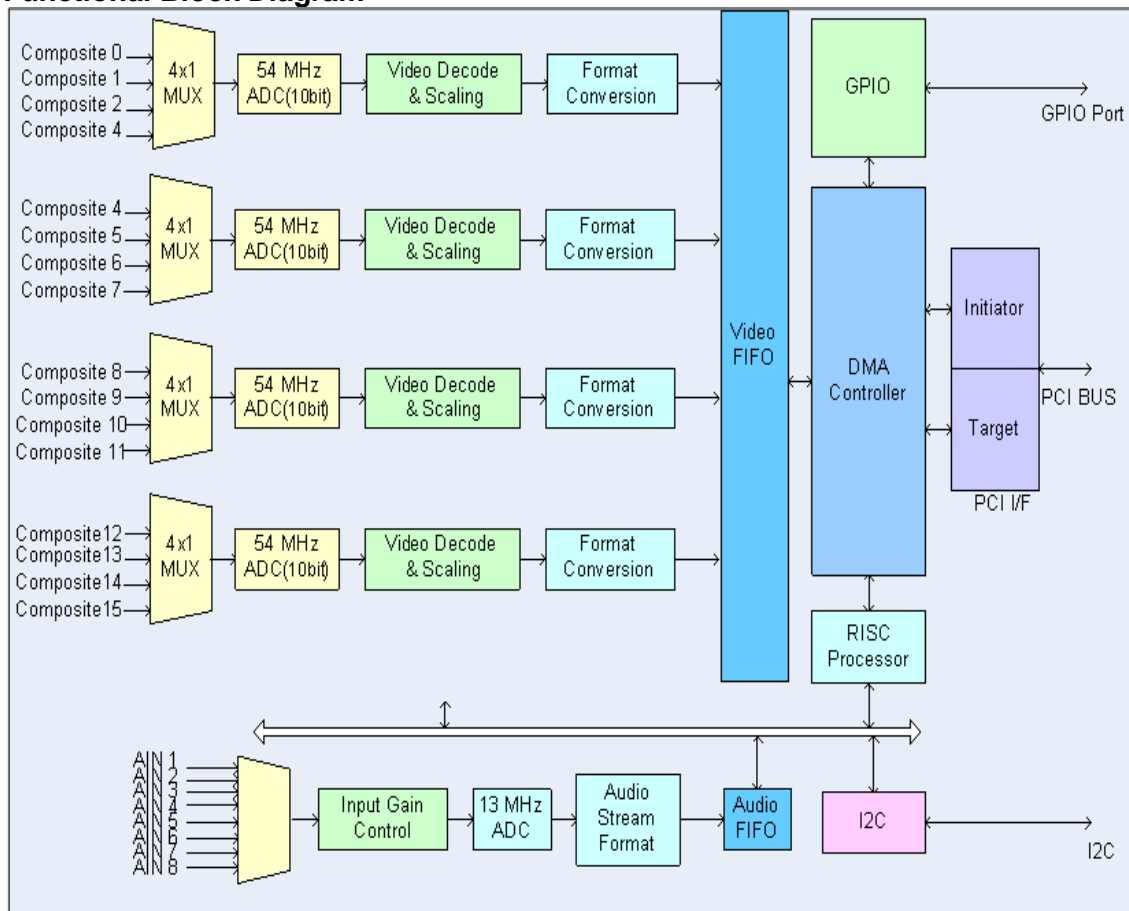 Functional Block Diagram
Composite 0
Composite 1
Composite 2
Composite 4
4x1
MUX
54 MHz
ADC(10bit)
Video Decode
& Scaling
Format
Conversion
GPIO
GPIO Port
Composite 4
Composite 5
Composite 6
Composite 7
4x1
MUX
54 MHz
ADC(10bit)
Video Decode
& Scaling
Format
Conversion
Video
FIFO
DMA
Controller
Initiator
Target
PCI BUS
PCI I/F
Composite 8
Composite 9
Composite 10
Composite 11
4x1
MUX
54 MHz
ADC(10bit)
Video Decode
& Scaling
Format
Conversion
Composite12
Composite13
Composite14
Composite15
4x1
MUX
54 MHz
ADC(10bit)
Video Decode
& Scaling
Format
Conversion
RISC
Processor
AIN 1
AIN 2
AIN 3
AIN 4
AIN 5
AIN 6
AIN 7
AIN 8
Input Gain
Control
13 MHz
ADC
Audio
Stream
Format
Audio
FIFO
I2C
I2C